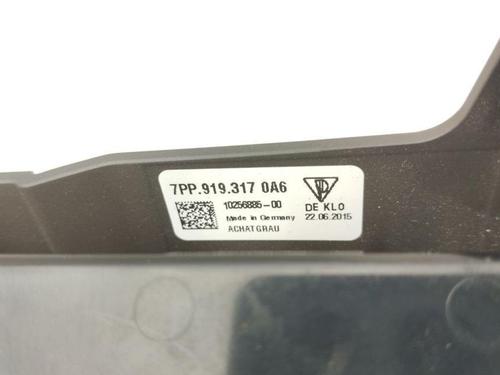 7PP.919.317 0A6
10256885-00
Made in Germany
ACHATGRAU
DE KLO
22.06.2015